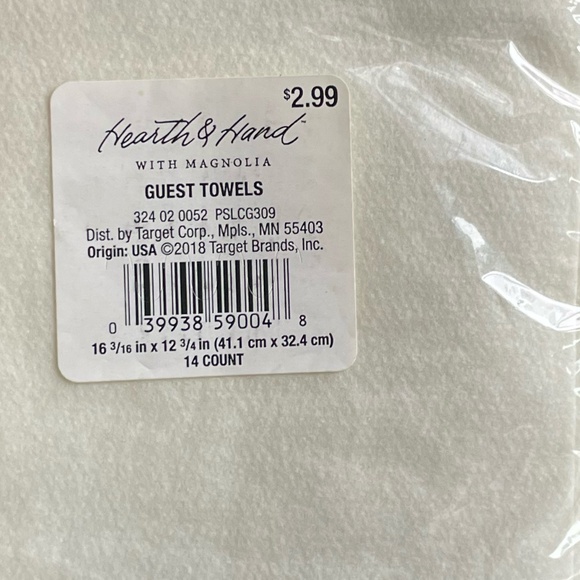 $2.99
Hearth & Hand™
WITH MAGNOLIA
GUEST TOWELS
324 02 0052 PSLCG309
Dist. by Target Corp., Mpls., MN 55403
Origin: USA ©2018 Target Brands, Inc.
0 39938 59004 8
16 3/16 in x 12 3/4 in (41.1 cm x 32.4 cm)
14 COUNT